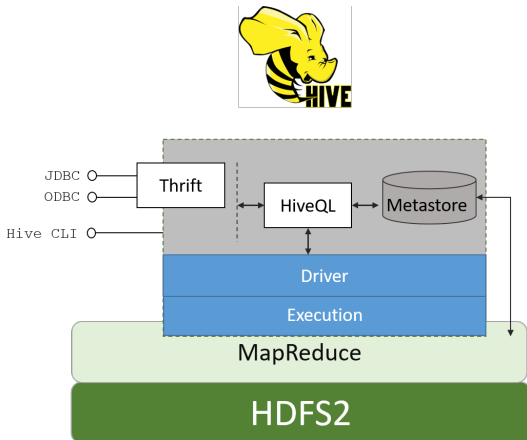 HIVE
JDBC
ODBC
Hive CLI
Thrift
HiveQL
Metastore
Driver
Execution
MapReduce
HDFS2